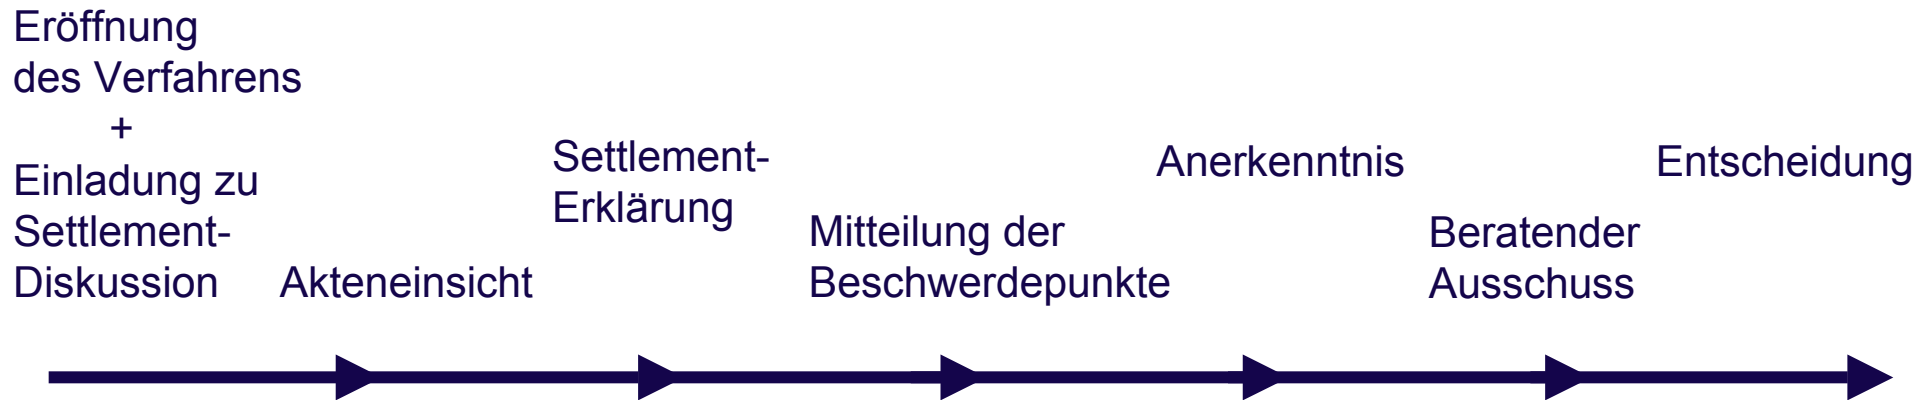 Eröffnung
des Verfahrens
+
Einladung zu
Settlement-
Diskussion
Akteneinsicht
Settlement-
Erklärung
Mitteilung der
Beschwerdepunkte
Anerkenntnis
Beratender
Ausschuss
Entscheidung